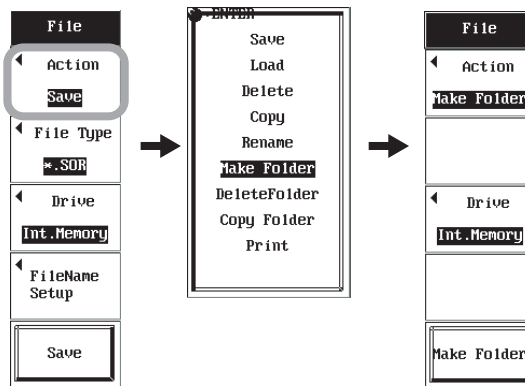 File
Action
Save
File Type
*.SOR
Drive
Int.Memory
FileName
Setup
Save
ENTER
Save
Load
Delete
Copy
Rename
Make Folder
DeleteFolder
Copy Folder
Print
File
Action
Make Folder
Drive
Int.Memory
Make Folder